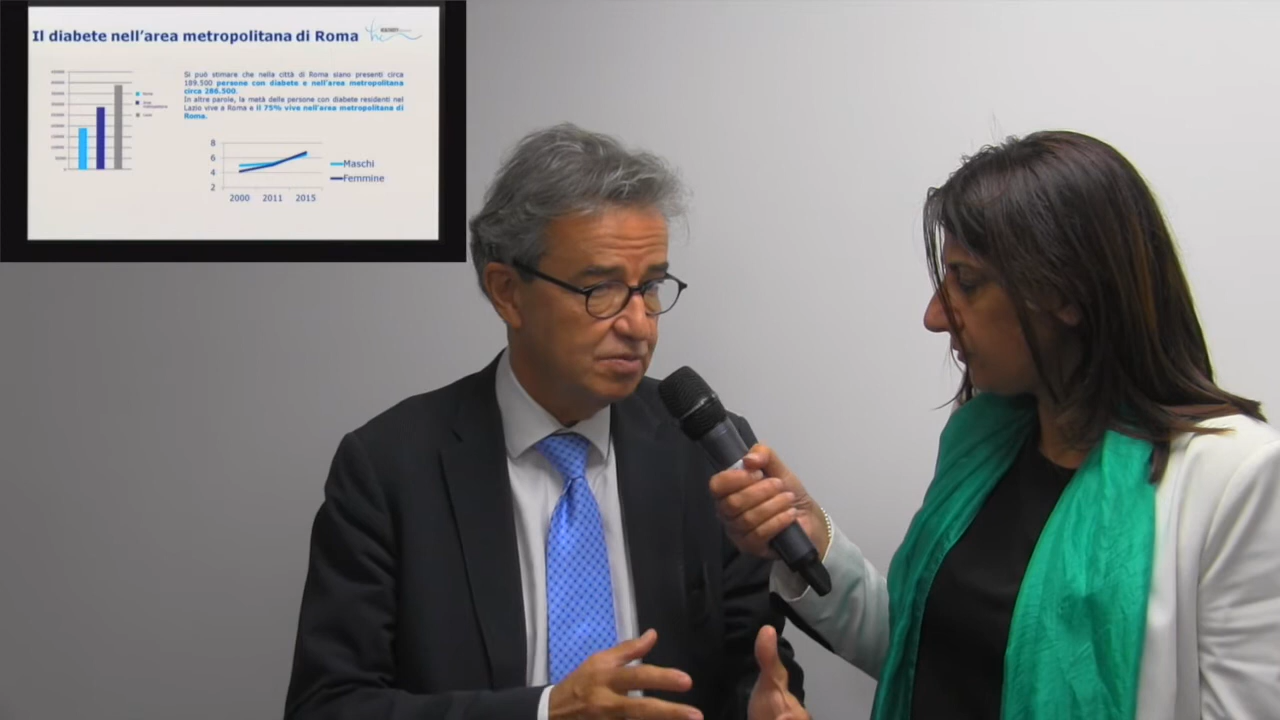 Il diabete nell'area metropolitana di Roma
Si può stimare che nella città di Roma siano presenti circa
189.500 persone con diabete e nell'area metropolitana
circa 286.500.
In altre parole, la metà della persone con diabete residenti nel
Lazio vive a Roma e il 75% vive nell'area metropolitana di
Roma.
8
6
4
2
2000 2011 2015
Maschi
Femmine